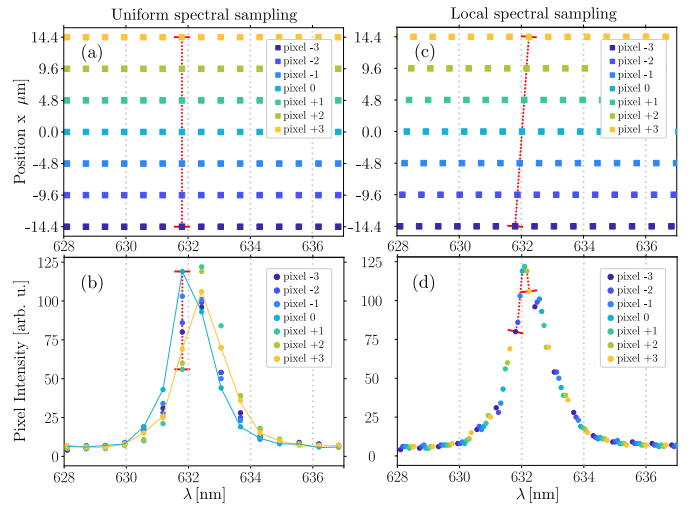 Uniform spectral sampling
Local spectral sampling
Position x μm
14.4
9.6
4.8
0.0
-4.8
-9.6
-14.4
(a)
pixel -3
pixel -2
pixel -1
pixel 0
pixel +1
pixel +2
pixel +3
628
630
632
634
636
14.4
9.6
4.8
0.0
-4.8
-9.6
-14.4
(c)
pixel -3
pixel -2
pixel -1
pixel 0
pixel +1
pixel +2
pixel +3
628
630
632
634
636
Pixel Intensity [arb. u.]
125
100
75
50
25
0
(b)
pixel -3
pixel -2
pixel -1
pixel 0
pixel +1
pixel +2
pixel +3
628
630
632
634
636
λ [nm]
125
100
75
50
25
0
(d)
pixel -3
pixel -2
pixel -1
pixel 0
pixel +1
pixel +2
pixel +3
628
630
632
634
636
λ [nm]